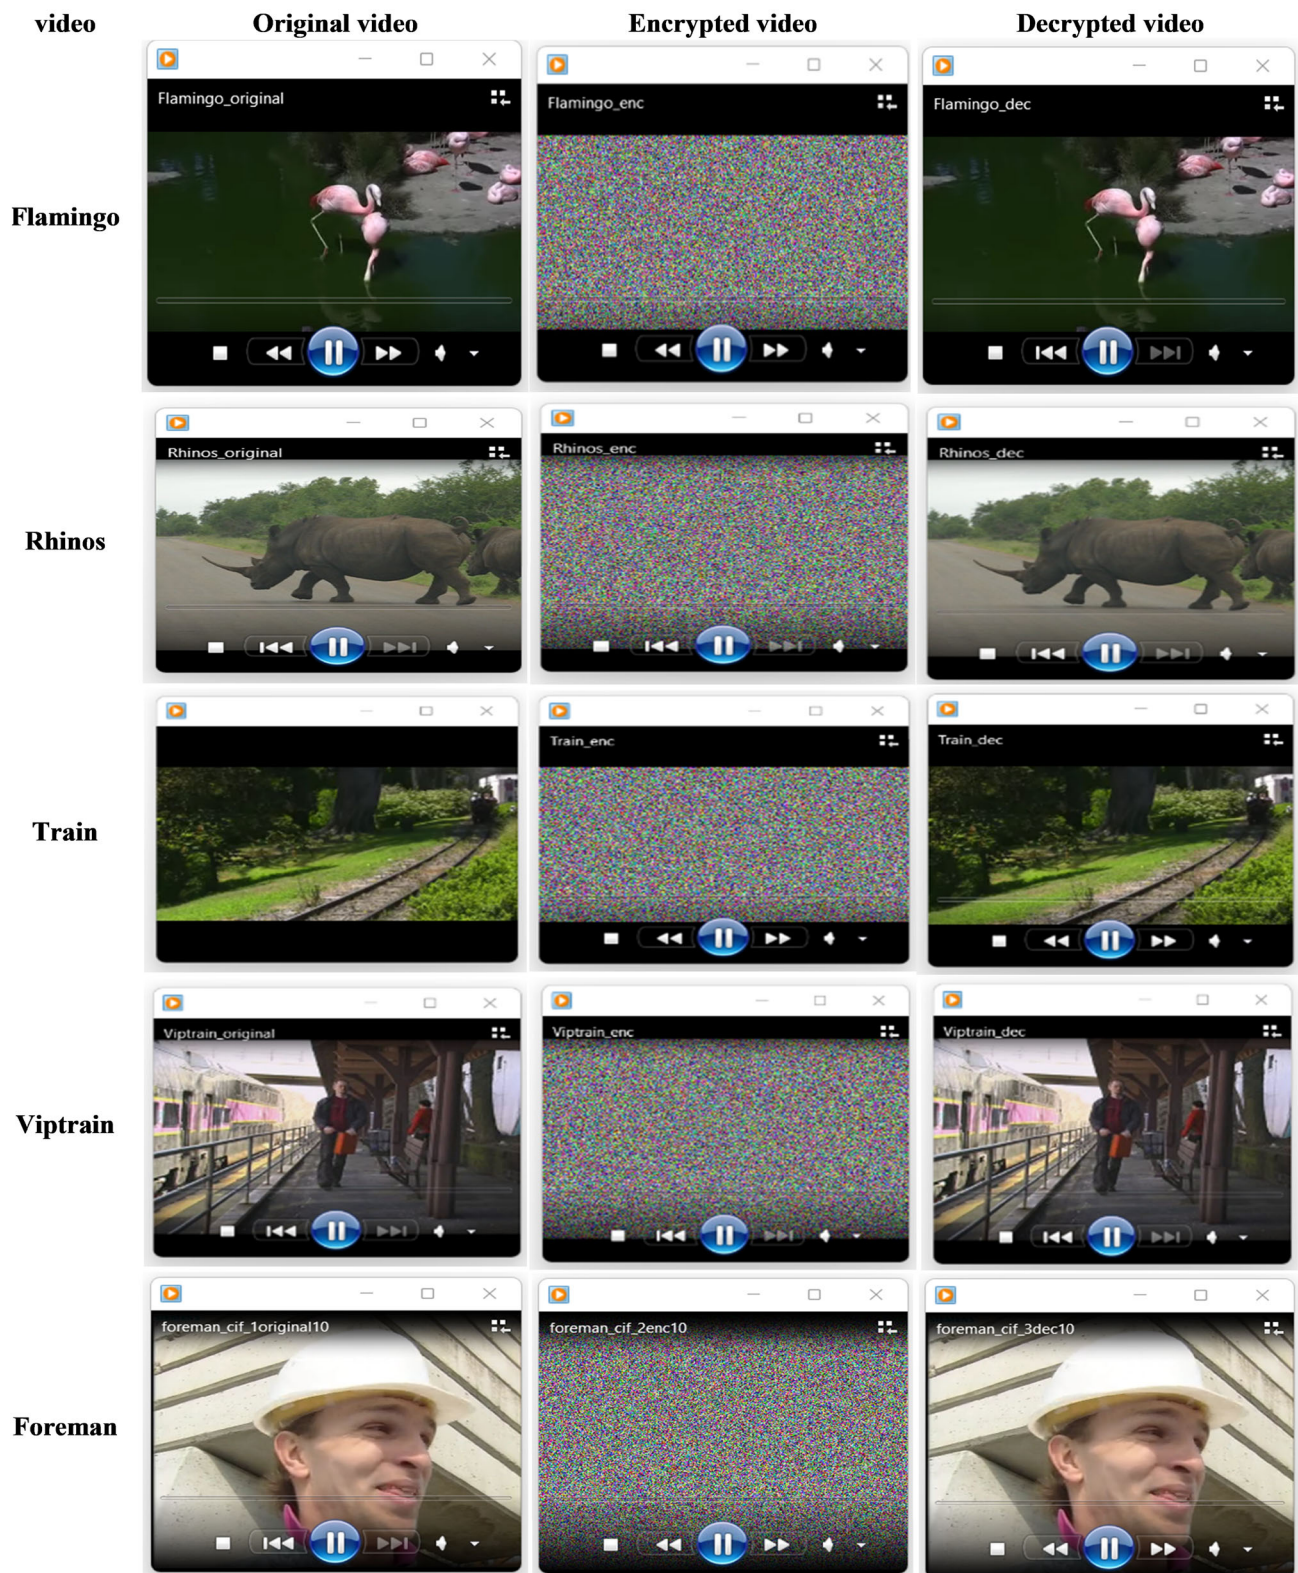 video Original video Encrypted video Decrypted video
Flamingo_original Flamingo_enc Flamingo_dec
Flamingo
Rhinos_original Rhinos_enc Rhinos_dec
Rhinos
Train_enc Train_dec
Train
Viptrain_original Viptrain_enc Viptrain_dec
Viptrain
foreman_cif_1original10 foreman_cif_2enc10 foreman_cif_3dec10
Foreman